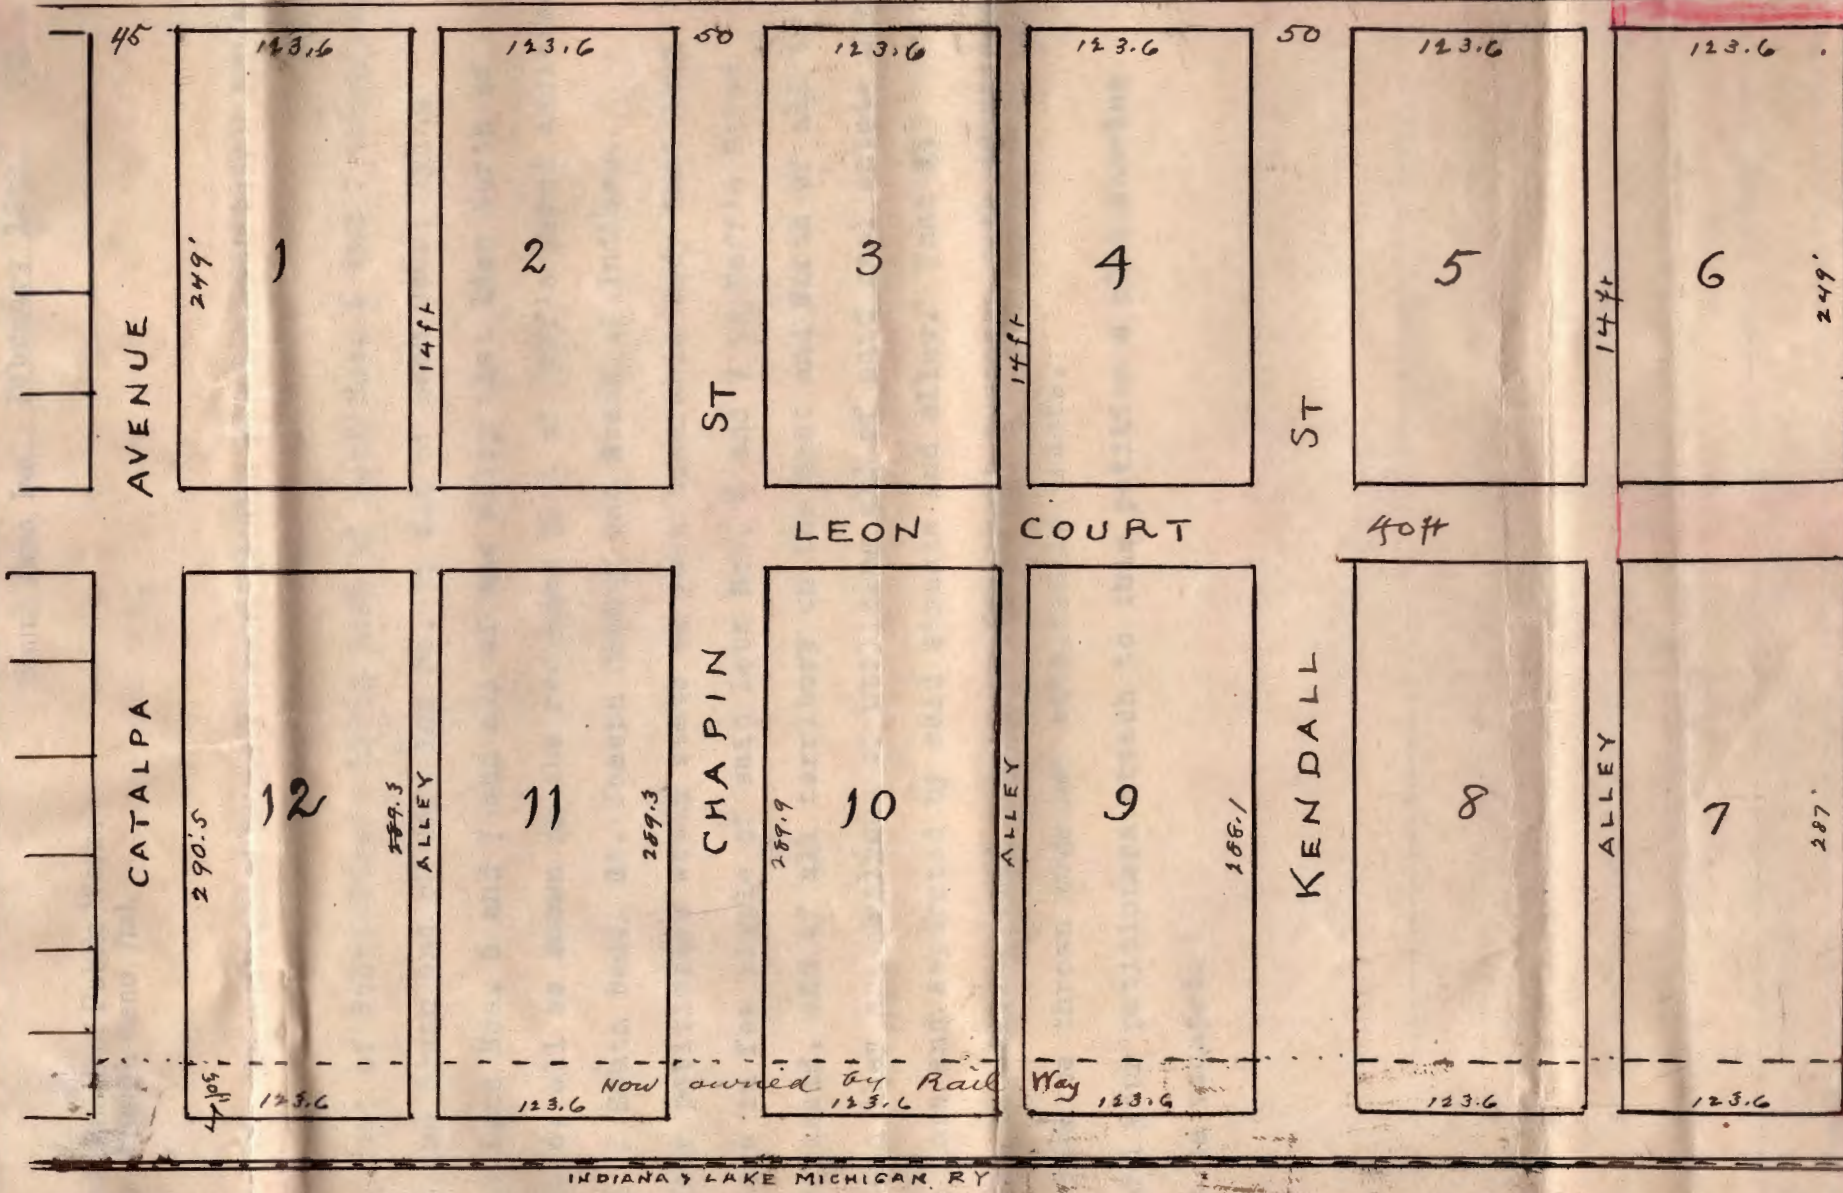 45 123.6 123.6 50 123.6 123.6 50 123.6 123.6
249' 1 2 3 4 5 6 249'
14ft 14ft 14ft
AVENUE ST ST
LEON COURT 40ft
CATALPA CHAPIN KENDALL
ALLEY ALLEY ALLEY
290.5 12 289.3 11 289.3 289.9 10 9 288.1 8 7 287'
30ft Now owned by Rail Way
123.6 123.6 123.6 123.6 123.6 123.6
INDIANA & LAKE MICHIGAN RY